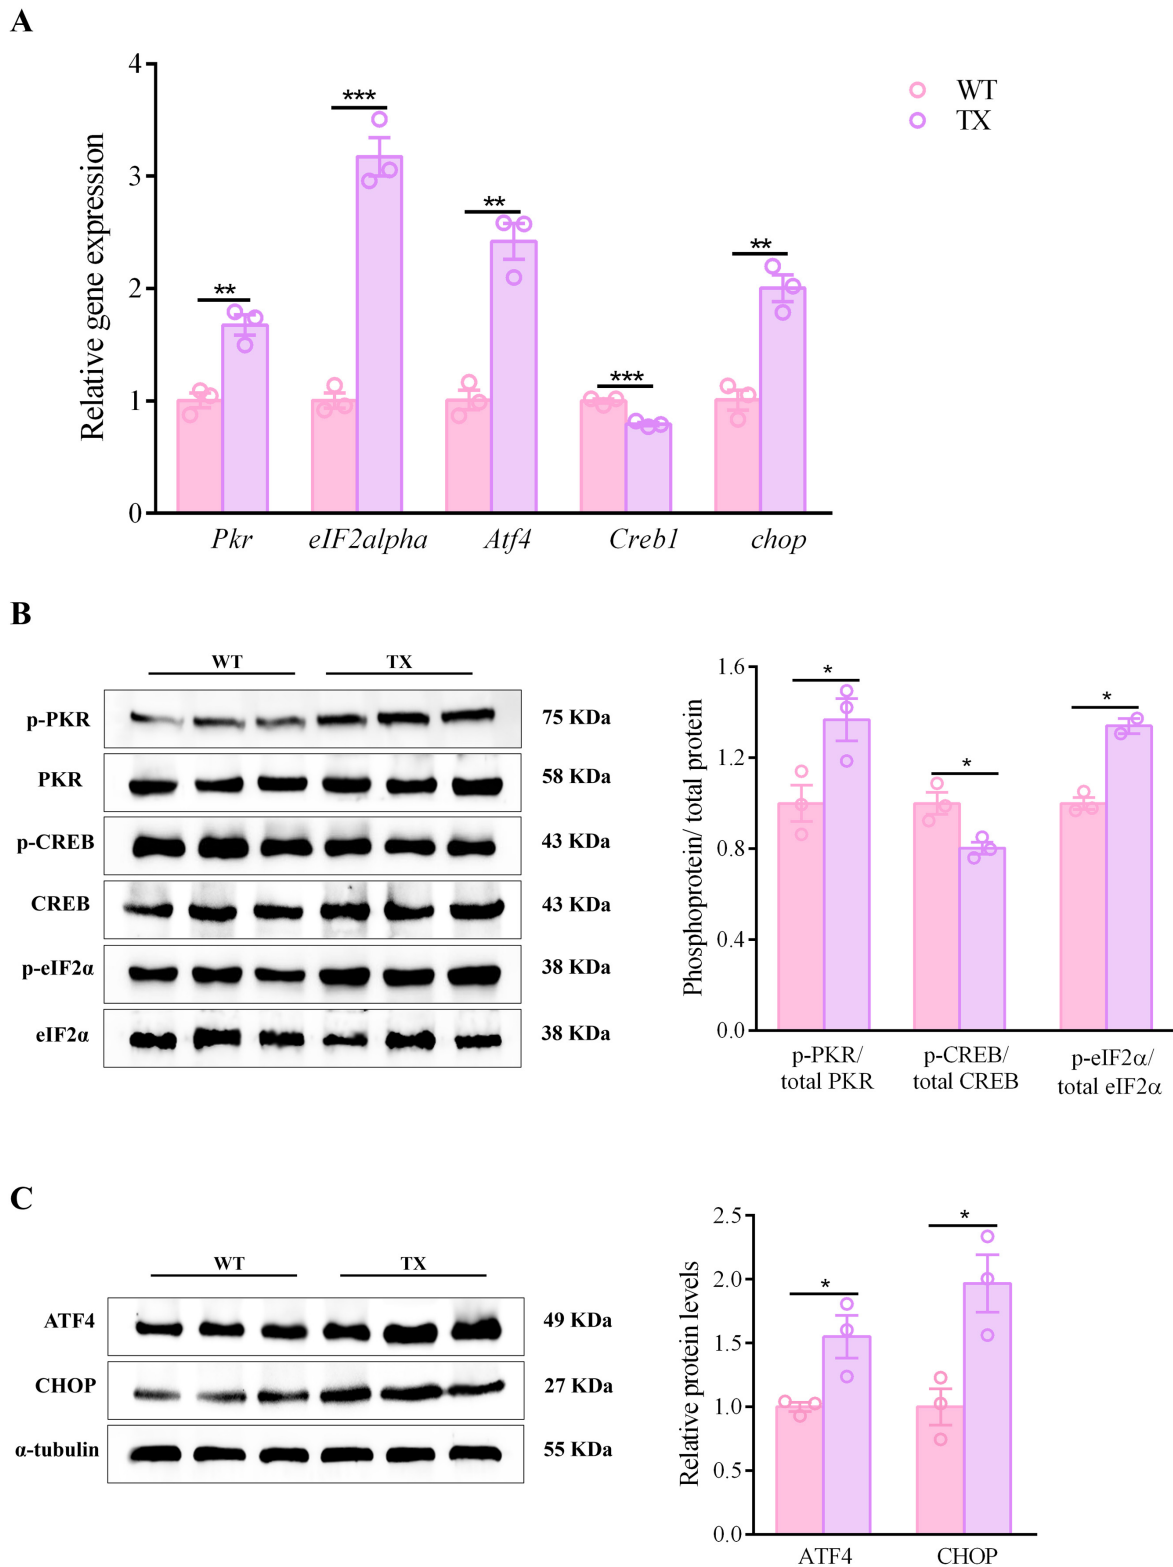 A
WT
TX
Relative gene expression
4
3
2
1
0
***
**
**
**
***
Pkr eIF2alpha Atf4 Creb1 chop
B
WT TX
p-PKR 75 KDa
PKR 58 KDa
p-CREB 43 KDa
CREB 43 KDa
p-eIF2α 38 KDa
eIF2α 38 KDa
Phosphoprotein/ total protein
1.6
1.2
0.8
0.4
0.0
* * *
p-PKR/ p-CREB/ p-eIF2α/
total PKR total CREB total eIF2α
C
WT TX
ATF4 49 KDa
CHOP 27 KDa
α-tubulin 55 KDa
Relative protein levels
2.5
2.0
1.5
1.0
0.5
0.0
* *
ATF4 CHOP